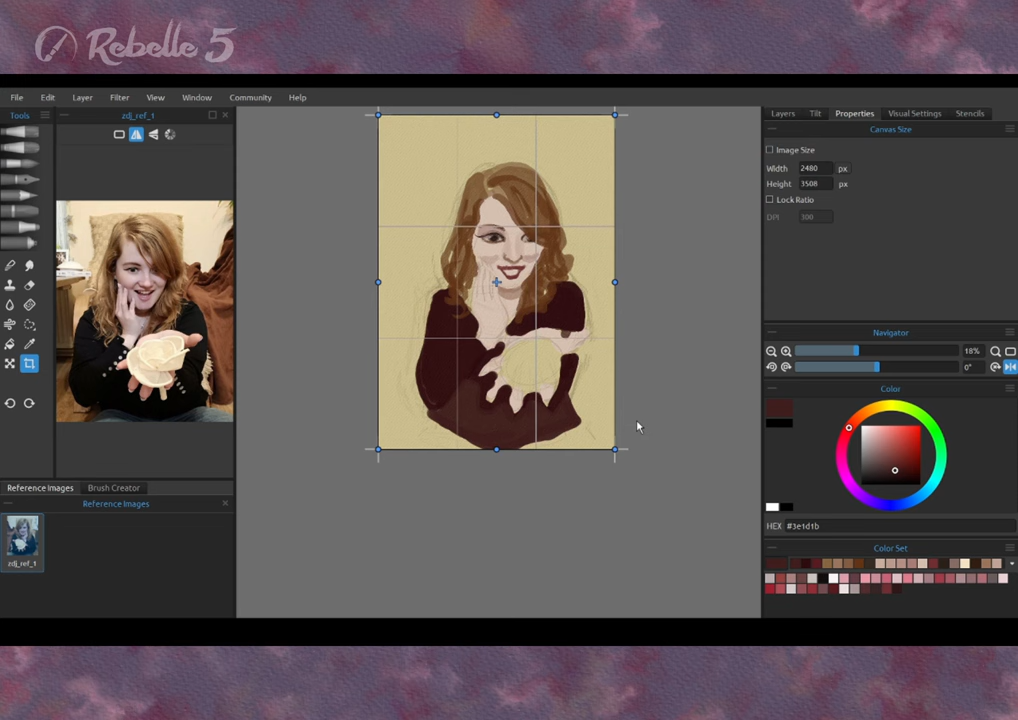 Rebelle 5
File Edit Layer Filter View Window Community Help
Tools
zdj_ref_1
Layers Tilt Properties Visual Settings Stencils
Canvas Size
Image Size
Width 2480 px
Height 3508 px
Lock Ratio
DPI 300
Navigator
18%
0°
Color
HEX #3e1d1b
Color Set
Reference Images Brush Creator
Reference Images
zdj_ref_1